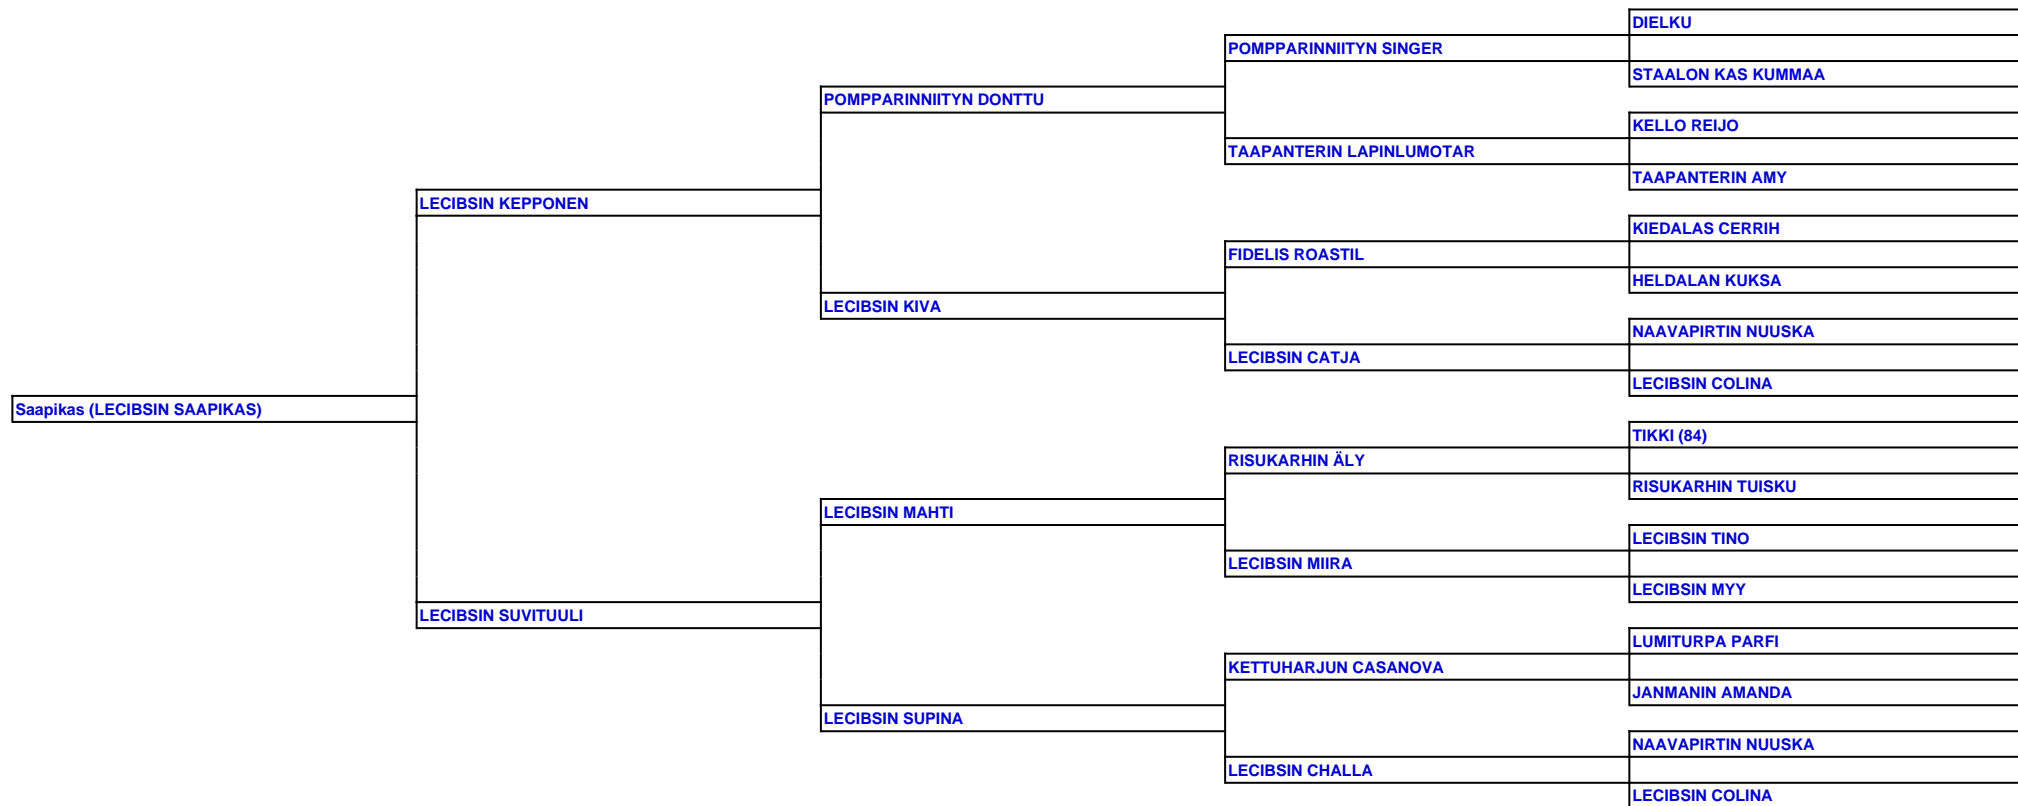 DIELKU
POMPPARINNIITYN SINGER
STAALON KAS KUMMAA
POMPPARINNIITYN DONTTU
KELLO REIJO
TAAPANTERIN LAPINLUMOTAR
TAAPANTERIN AMY
LECIBSIN KEPPONEN
KIEDALAS CERRIH
FIDELIS ROASTIL
HELDALAN KUKSA
LECIBSIN KIVA
NAAVAPIRTIN NUUSKA
LECIBSIN CATJA
LECIBSIN COLINA
Saapikas (LECIBSIN SAAPIKAS)
TIKKI (84)
RISUKARHIN ÄLY
RISUKARHIN TUISKU
LECIBSIN MAHTI
LECIBSIN TINO
LECIBSIN MIIRA
LECIBSIN MYY
LECIBSIN SUVITUULI
LUMITURPA PARFI
KETTUHARJUN CASANOVA
JANMANIN AMANDA
LECIBSIN SUPINA
NAAVAPIRTIN NUUSKA
LECIBSIN CHALLA
LECIBSIN COLINA